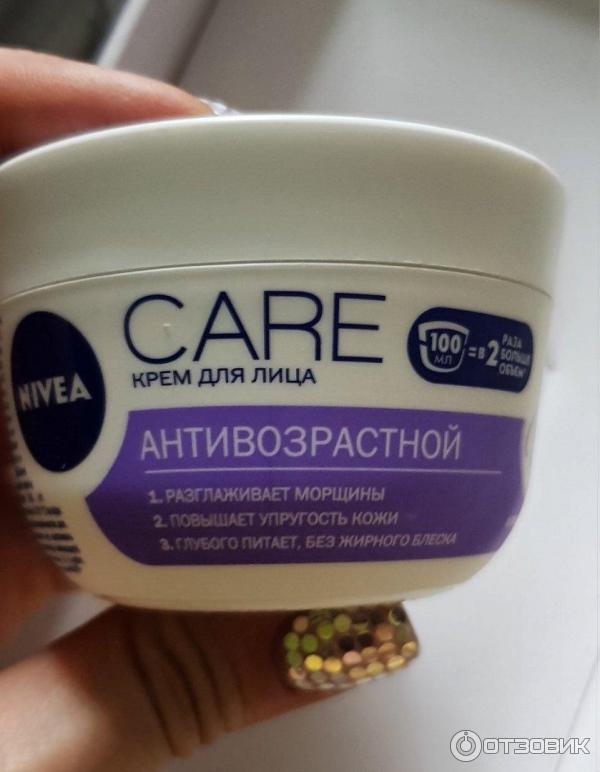 NIVEA
CARE
КРЕМ ДЛЯ ЛИЦА
100 МЛ = В 2 РАЗА БОЛЬШЕ ОБЪЕМ*
АНТИВОЗРАСТНОЙ
1. РАЗГЛАЖИВАЕТ МОРЩИНЫ
2. ПОВЫШАЕТ УПРУГОСТЬ КОЖИ
3. ГЛУБОКО ПИТАЕТ, БЕЗ ЖИРНОГО БЛЕСКА
ОТЗОВИК